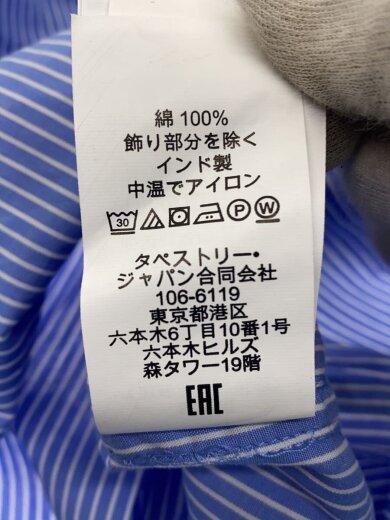 綿 100%
飾り部分を除く
インド製
中温でアイロン
30 P W
タペストリー・
ジャパン合同会社
106-6119
東京都港区
六本木6丁目10番1号
六本木ヒルズ
森タワー19階
EAC